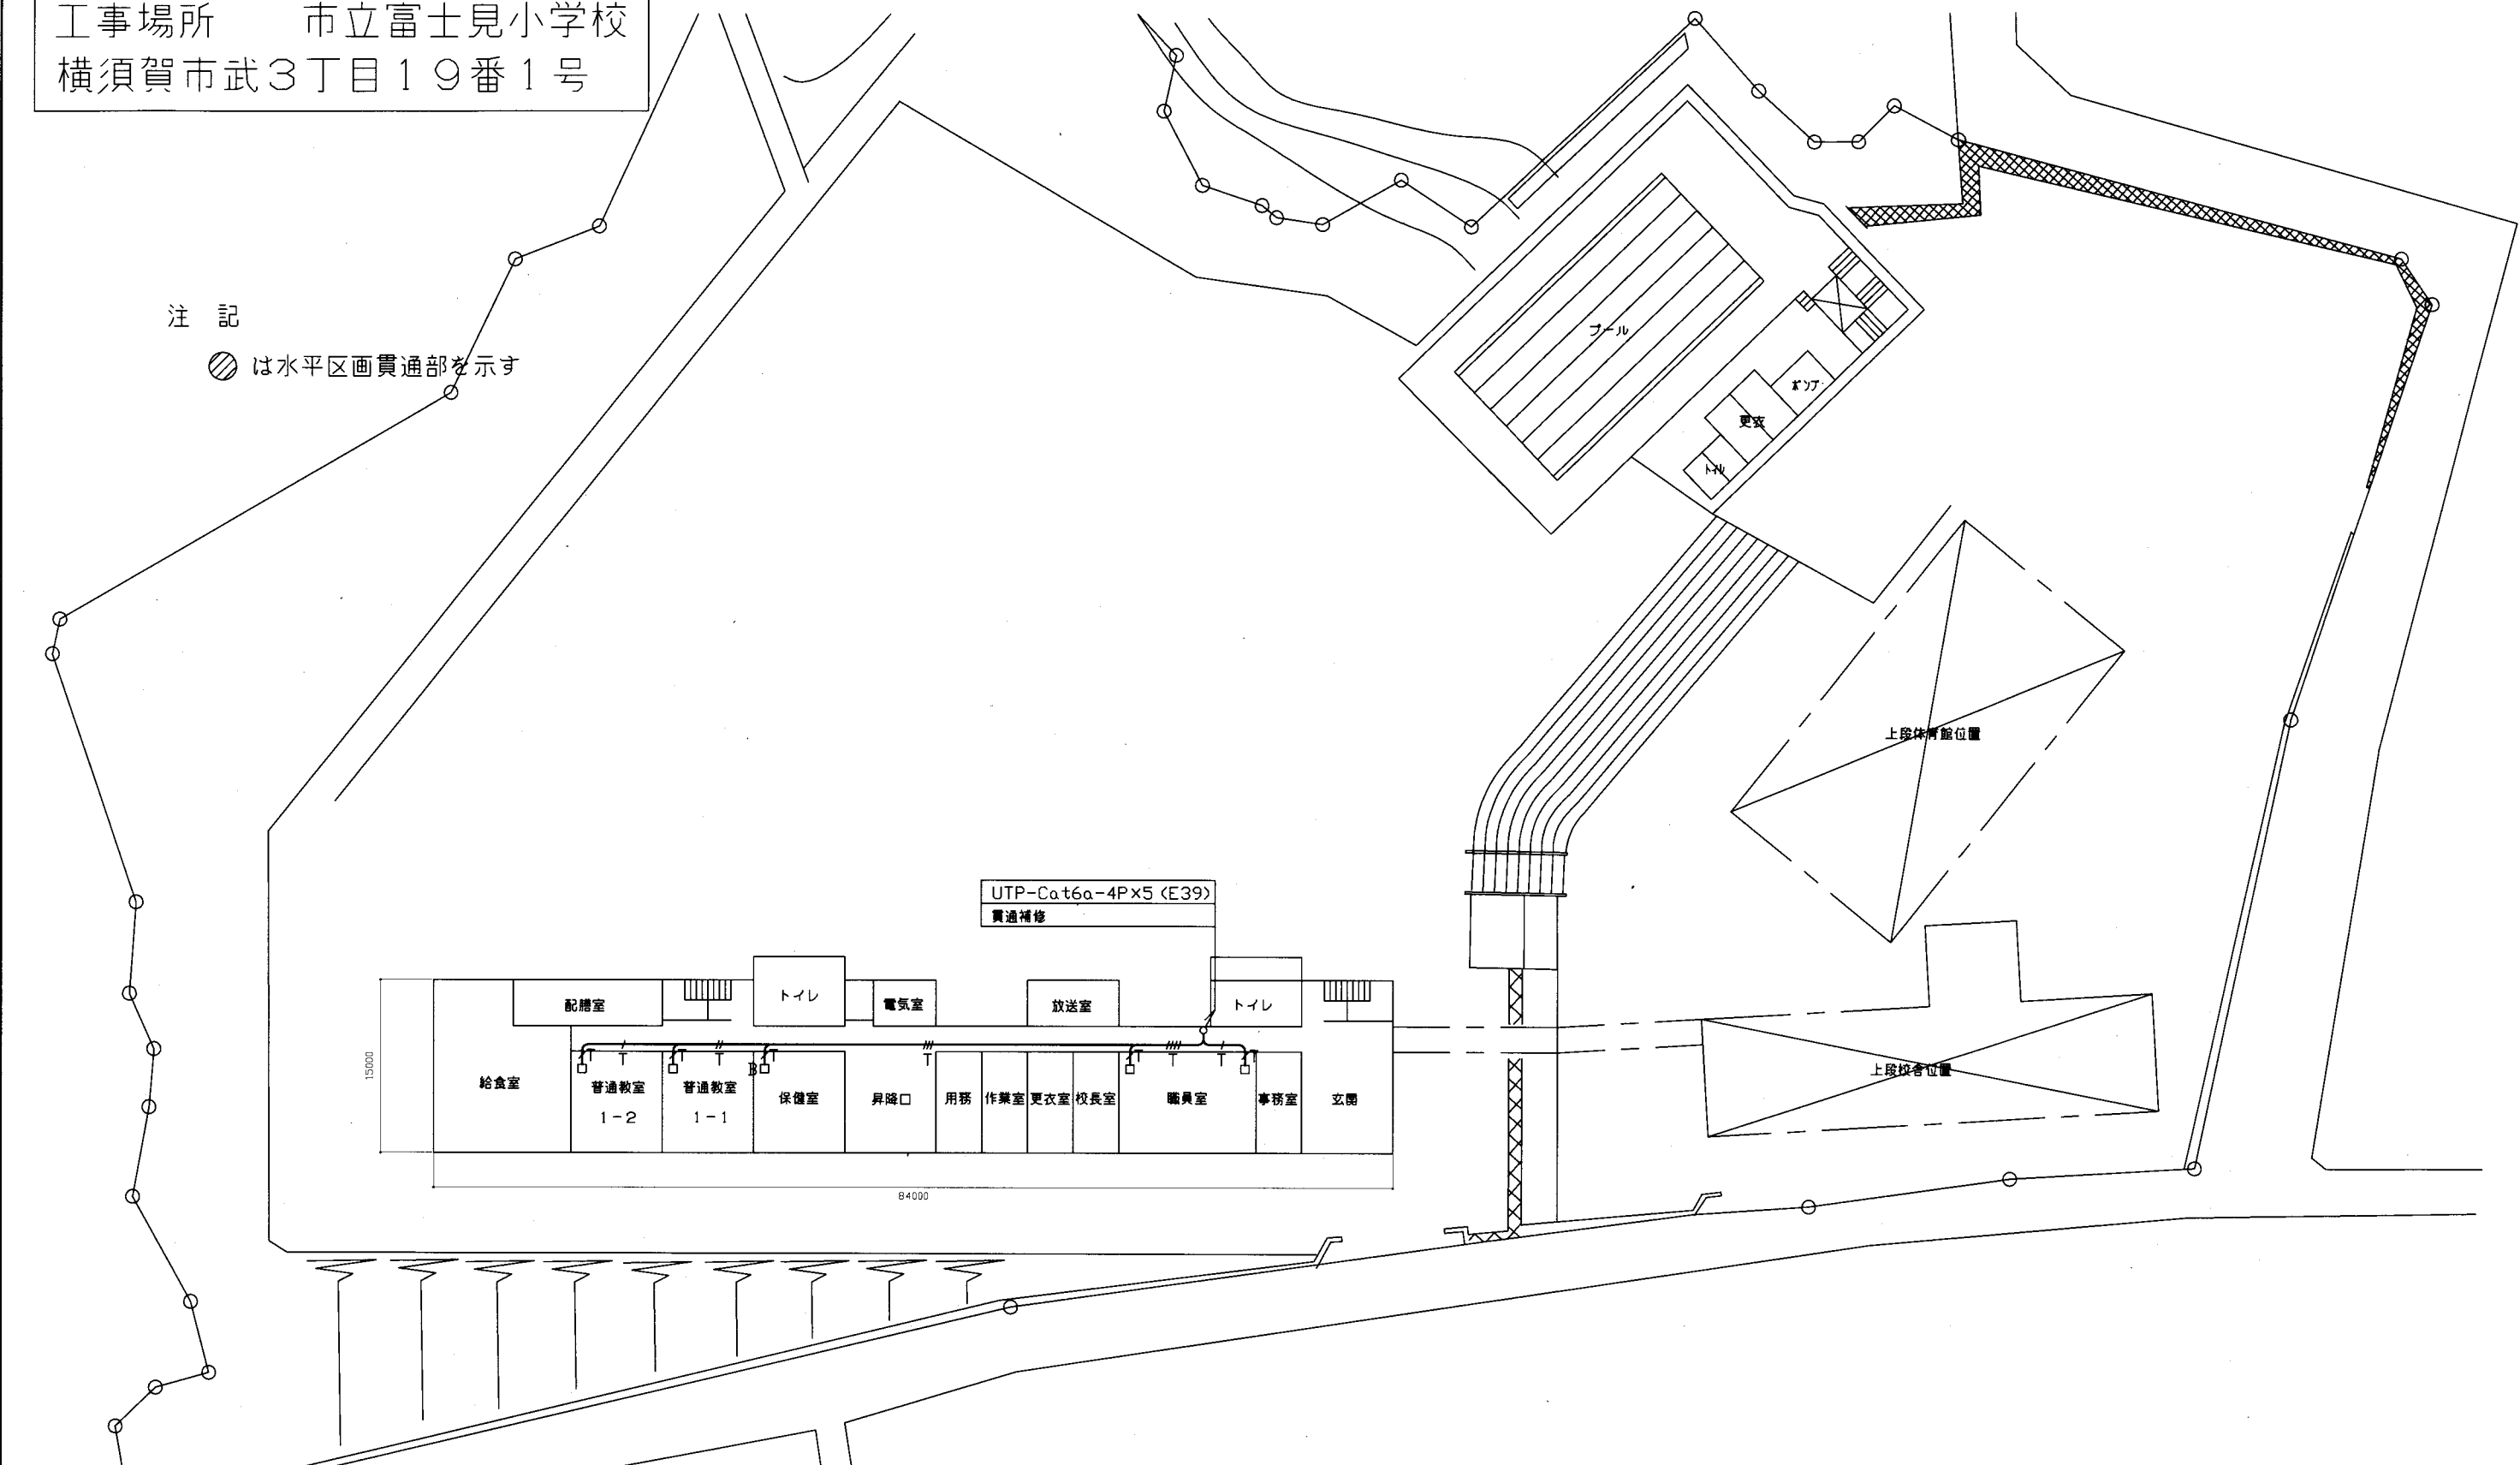 工事場所　　市立富士見小学校
横須賀市武3丁目19番1号
注 記
は水平区画貫通部を示す
プール
ポンプ
更衣
トイル
上段体育館位置
UTP-Cat6a-4P×5(E39)
貫通補修
配膳室
トイレ
電気室
放送室
トイレ
15000
給食室
普通教室
1-2
普通教室
1-1
B
保健室
昇降口
用務
作業室
更衣室
校長室
職員室
事務室
玄関
T
T
T
T
T
T
T
T
T
上段校舎位置
84000